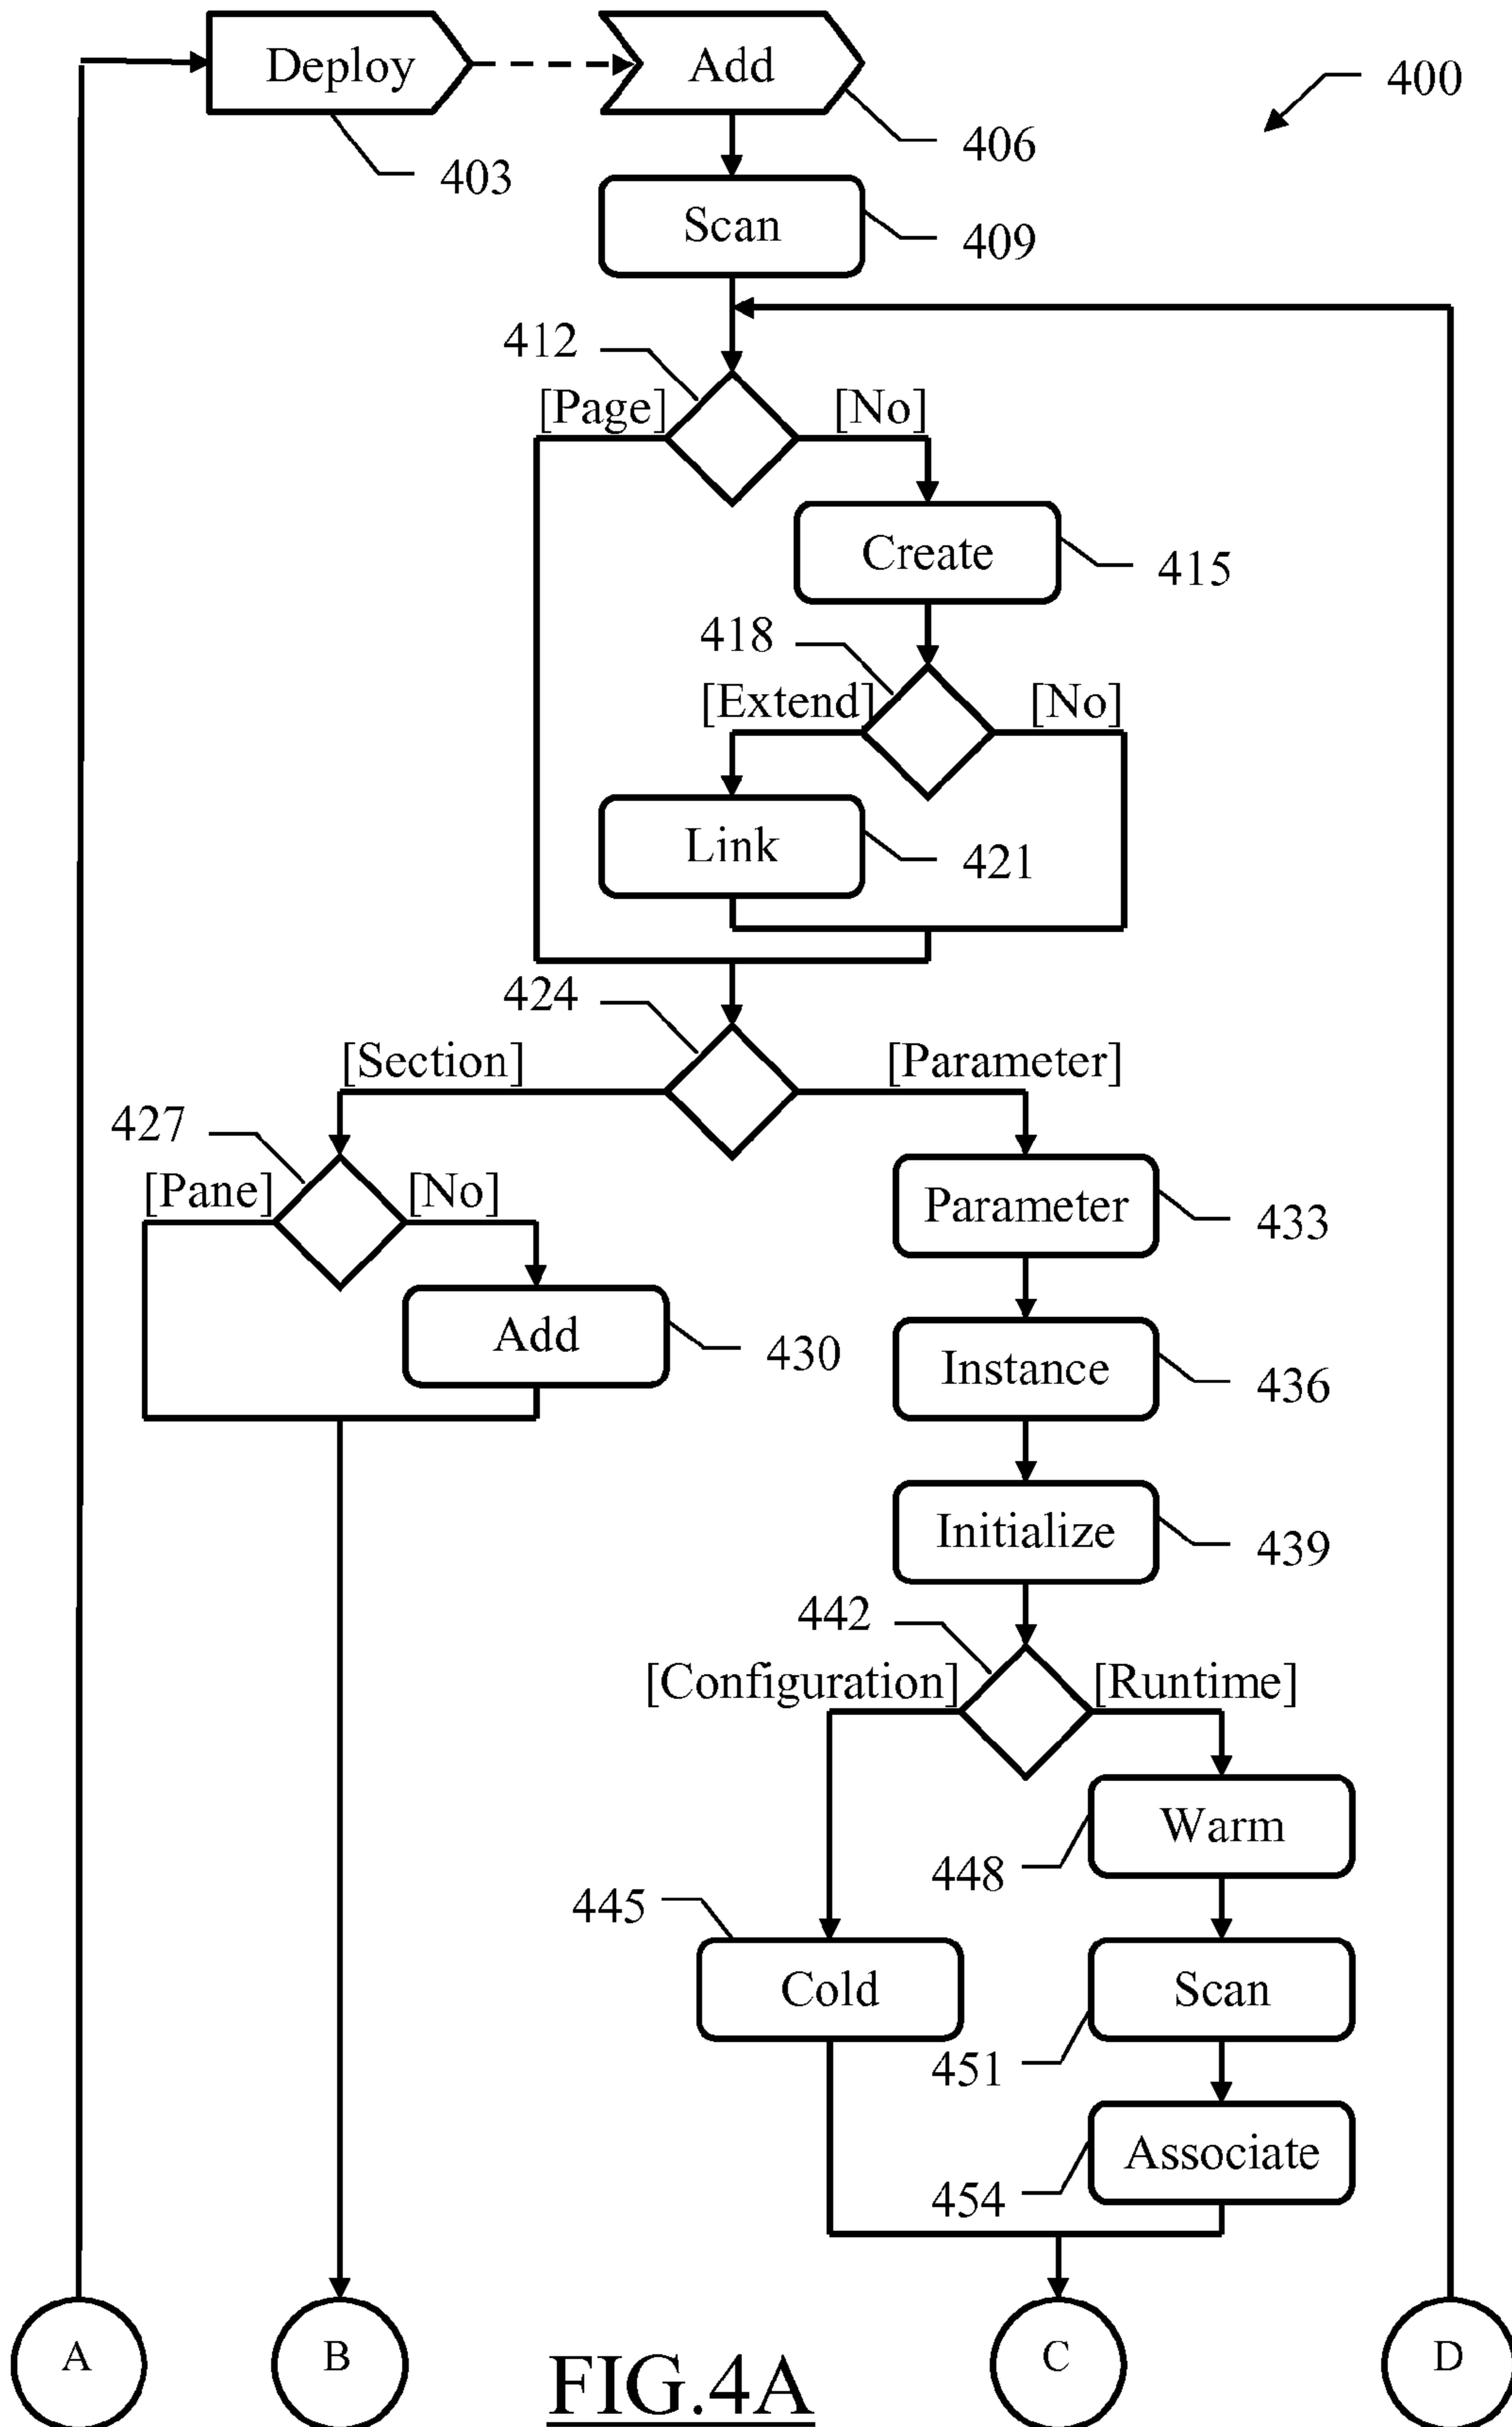 Deploy
Add
400
406
403
Scan
409
412
[Page]
[No]
Create
415
418
[Extend]
[No]
Link
421
424
[Section]
[Parameter]
427
[Pane]
[No]
Parameter
433
Add
430
Instance
436
Initialize
439
442
[Configuration]
[Runtime]
Warm
448
445
Cold
Scan
451
Associate
454
A
B
C
D
FIG.4A